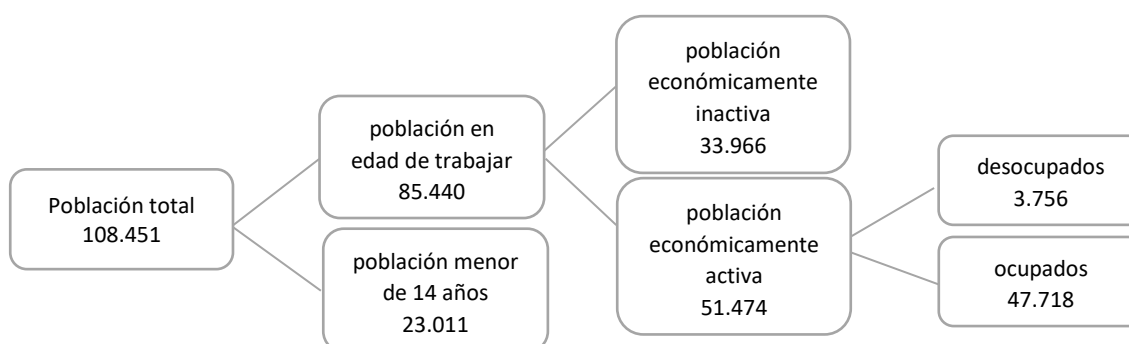 Población total
108.451
población en
edad de trabajar
85.440
población menor
de 14 años
23.011
población
económicamente
inactiva
33.966
población
económicamente
activa
51.474
desocupados
3.756
ocupados
47.718